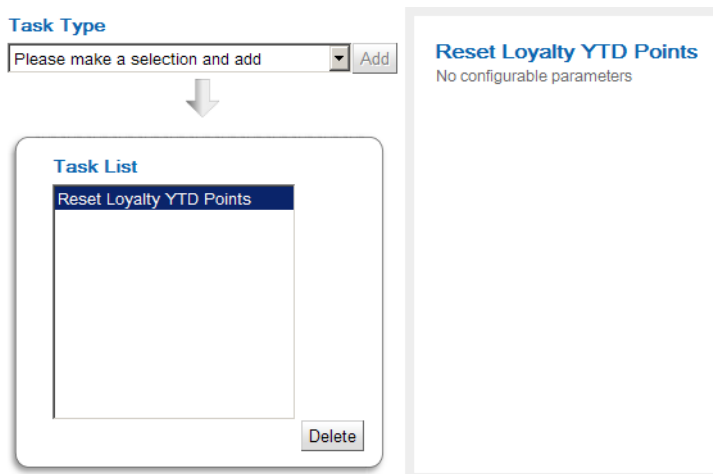 Task Type
Please make a selection and add
Add
Task List
Reset Loyalty YTD Points
Delete
Reset Loyalty YTD Points
No configurable parameters